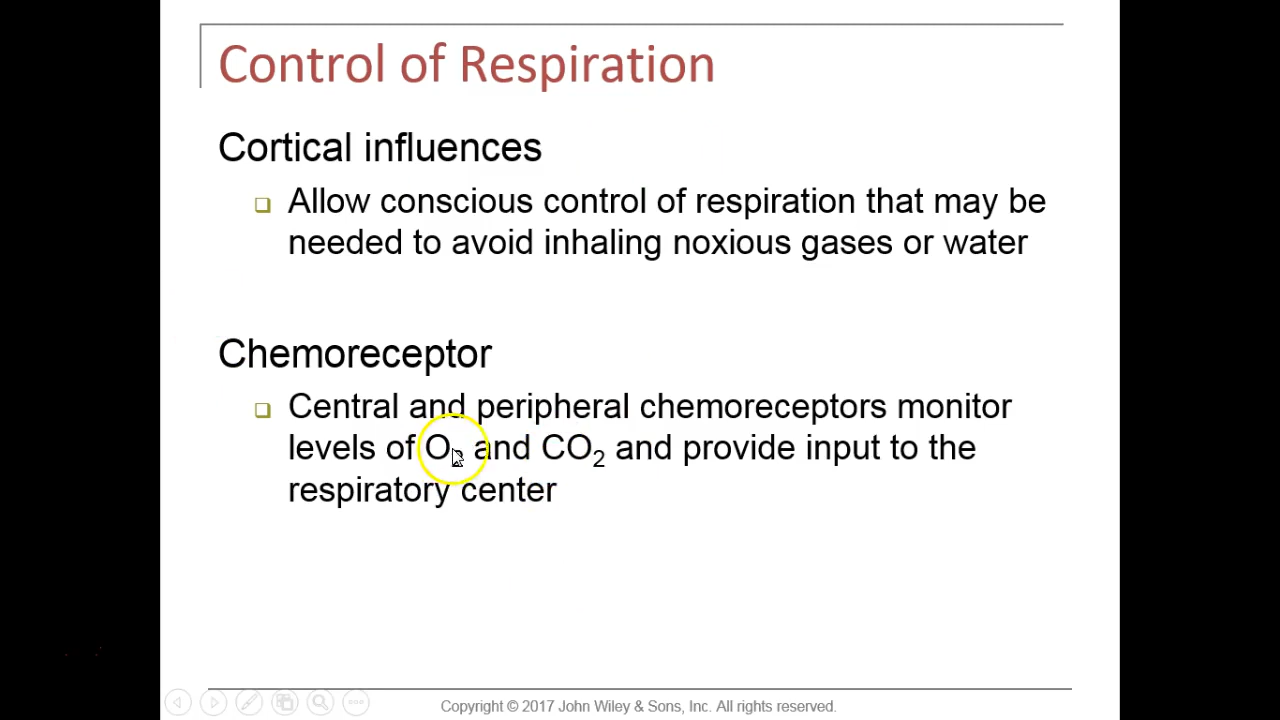 Control of Respiration
Cortical influences
Allow conscious control of respiration that may be
needed to avoid inhaling noxious gases or water
Chemoreceptor
Central and peripheral chemoreceptors monitor
levels of O₂ and CO₂ and provide input to the
respiratory center
Copyright © 2017 John Wiley & Sons, Inc. All rights reserved.